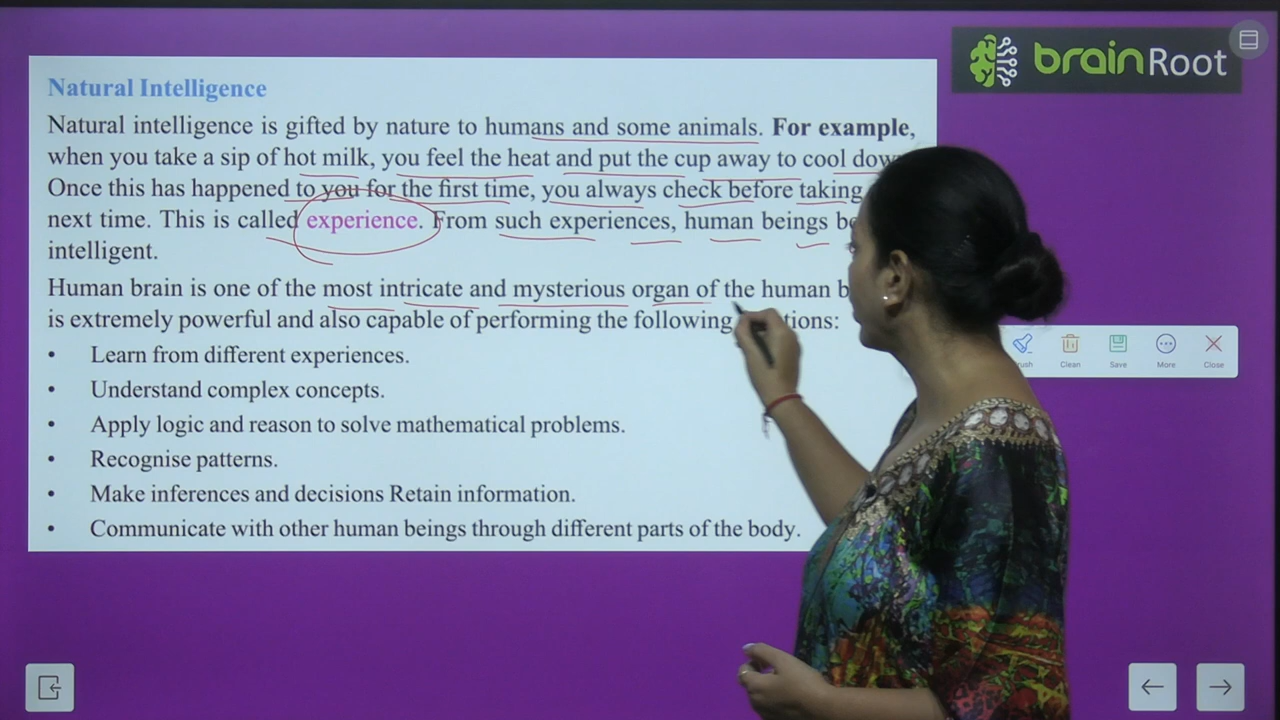 brainRoot
Natural Intelligence
Natural intelligence is gifted by nature to humans and some animals. For example,
when you take a sip of hot milk, you feel the heat and put the cup away to cool
Once this has happened to you for the first time, you always check before taking
next time. This is called experience. From such experiences, human beings
intelligent.
Human brain is one of the most intricate and mysterious organ of the human
is extremely powerful and also capable of performing the following
• Learn from different experiences.
• Understand complex concepts.
• Apply logic and reason to solve mathematical problems.
• Recognise patterns.
• Make inferences and decisions Retain information.
• Communicate with other human beings through different parts of the body.
Clean Save More Close